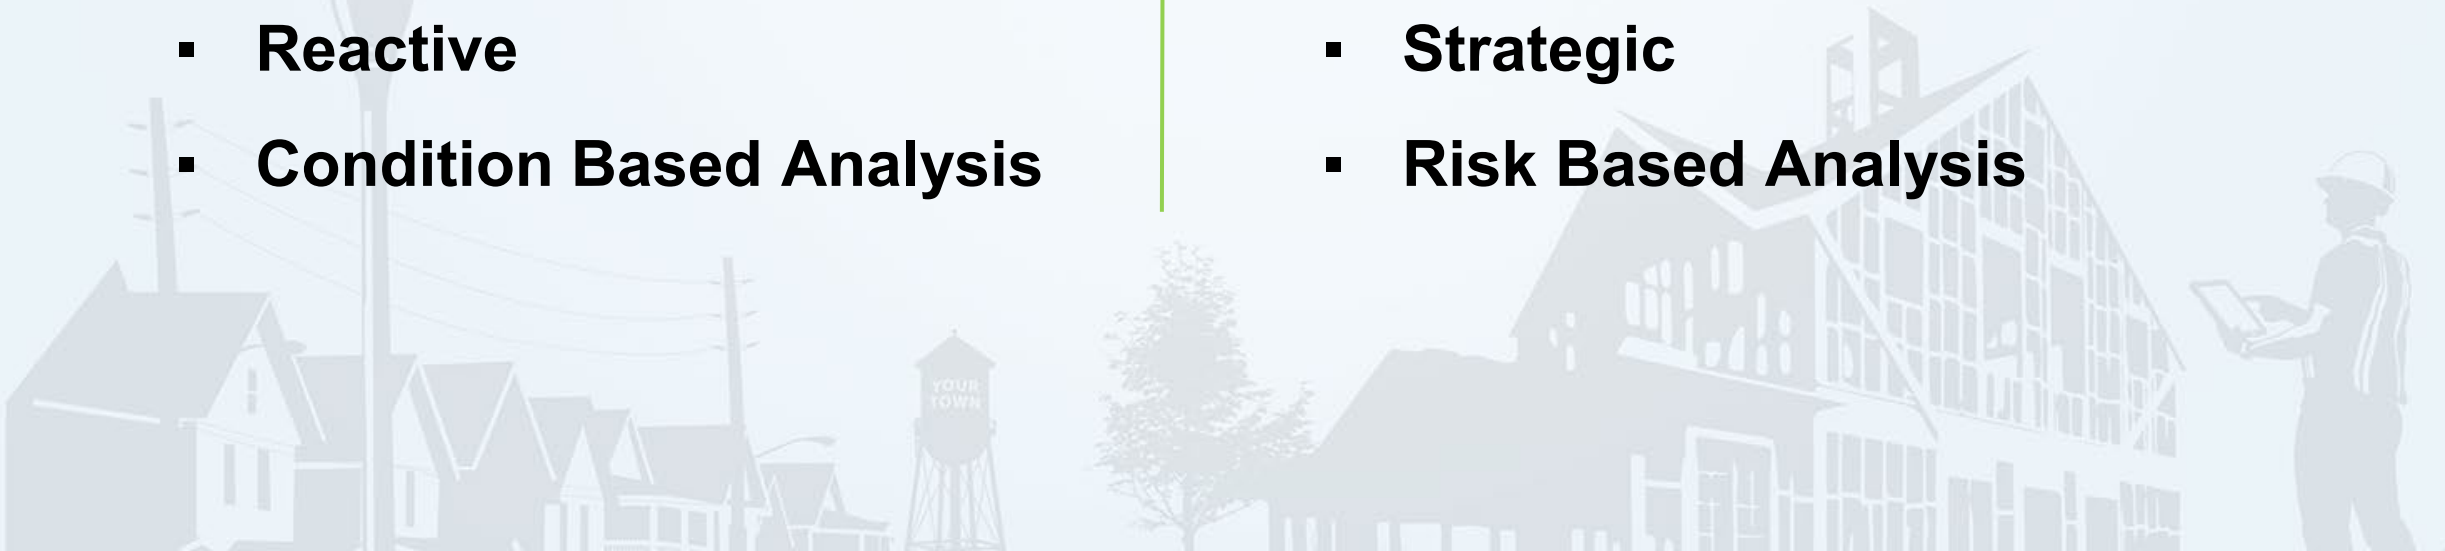 ▪ Reactive
▪ Condition Based Analysis
▪ Strategic
▪ Risk Based Analysis
YOUR
TOWN